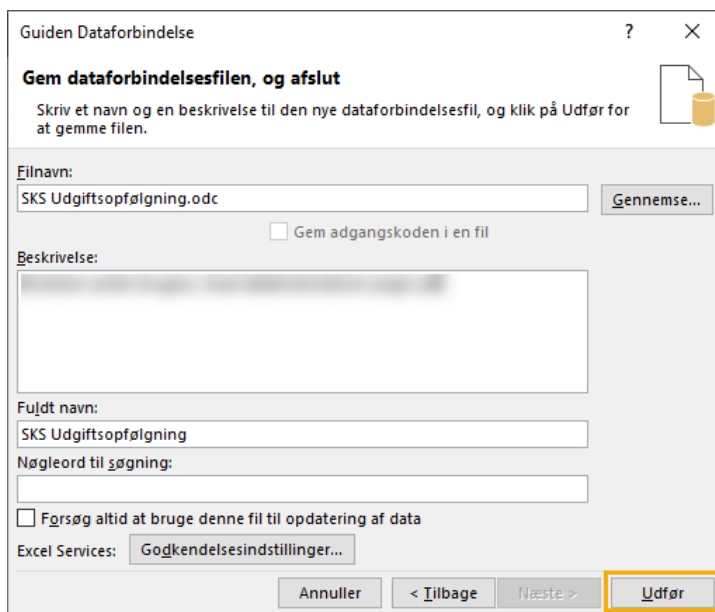 Guiden Dataforbindelse
Gem dataforbindelsesfilen, og afslut
Skriv et navn og en beskrivelse til den nye dataforbindelsesfil, og klik på Udfør for
at gemme filen.
Filnavn:
SKS Udgiftsopfølgning.odc
Gennemse...
Gem adgangskoden i en fil
Beskrivelse:
Fuldt navn:
SKS Udgiftsopfølgning
Nøgleord til søgning:
Forsøg altid at bruge denne fil til opdatering af data
Excel Services: Godkendelsesindstillinger...
Annuller < Tilbage Næste > Udfør